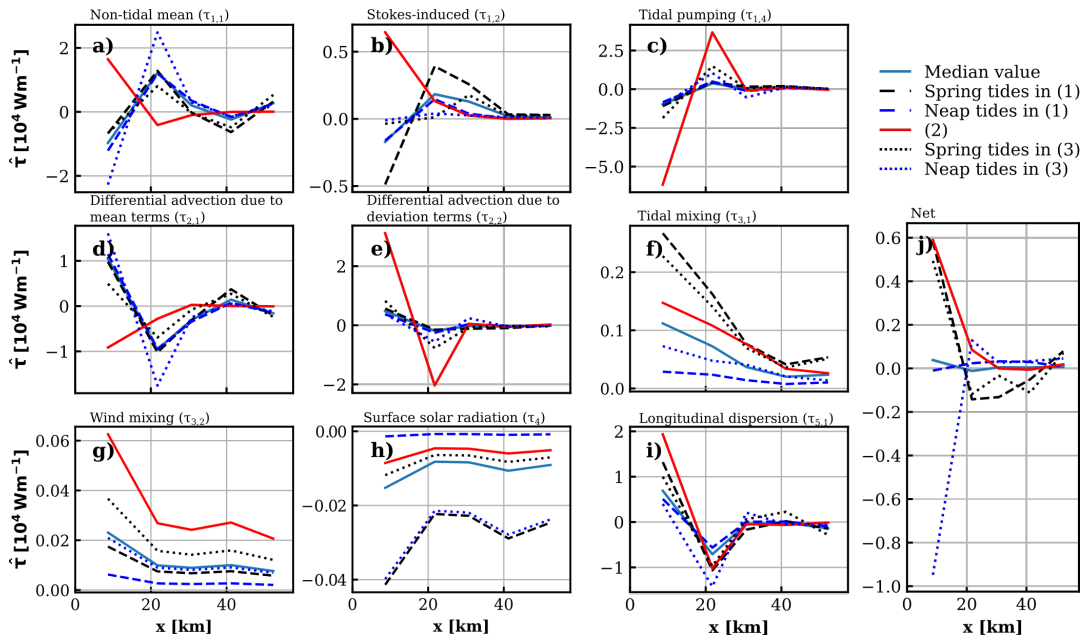 Non-tidal mean (τ1,1)
Stokes-induced (τ1,2)
Tidal pumping (τ1,4)
a)
b)
c)
τ̂ [10⁴ Wm⁻¹]
2
0
−2
0.5
0.0
−0.5
2.5
0.0
−2.5
−5.0
Median value
Spring tides in (1)
Neap tides in (1)
(2)
Spring tides in (3)
Neap tides in (3)
Differential advection due to
mean terms (τ2,1)
Differential advection due to
deviation terms (τ2,2)
Tidal mixing (τ3,1)
Net
d)
e)
f)
j)
τ̂ [10⁴ Wm⁻¹]
1
0
−1
2
0
−2
0.2
0.1
0.0
0.6
0.4
0.2
0.0
−0.2
−0.4
−0.6
−0.8
−1.0
Wind mixing (τ3,2)
Surface solar radiation (τ4)
Longitudinal dispersion (τ5,1)
g)
h)
i)
τ̂ [10⁴ Wm⁻¹]
0.06
0.04
0.02
0.00
0.00
−0.02
−0.04
2
1
0
−1
0 20 40
0 20 40
0 20 40
0 20 40
x [km]
x [km]
x [km]
x [km]